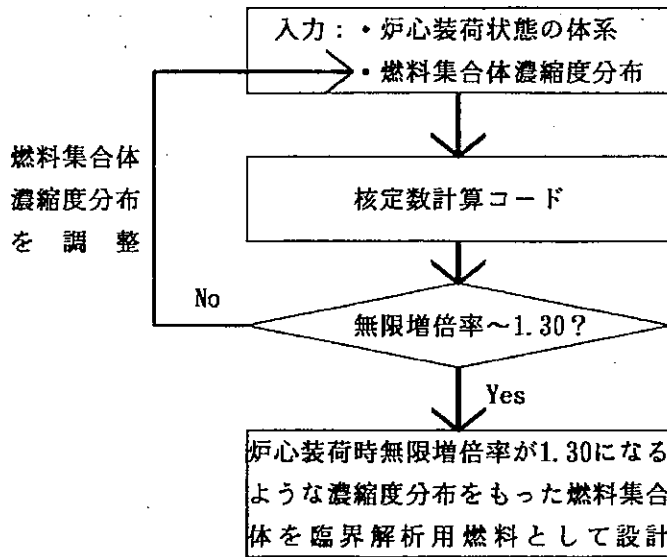 入力：・炉心装荷状態の体系
・燃料集合体濃縮度分布
燃料集合体
濃縮度分布
を調整
核定数計算コード
No
無限増倍率～1.30？
Yes
炉心装荷時無限増倍率が1.30になる
ような濃縮度分布をもった燃料集合
体を臨界解析用燃料として設計